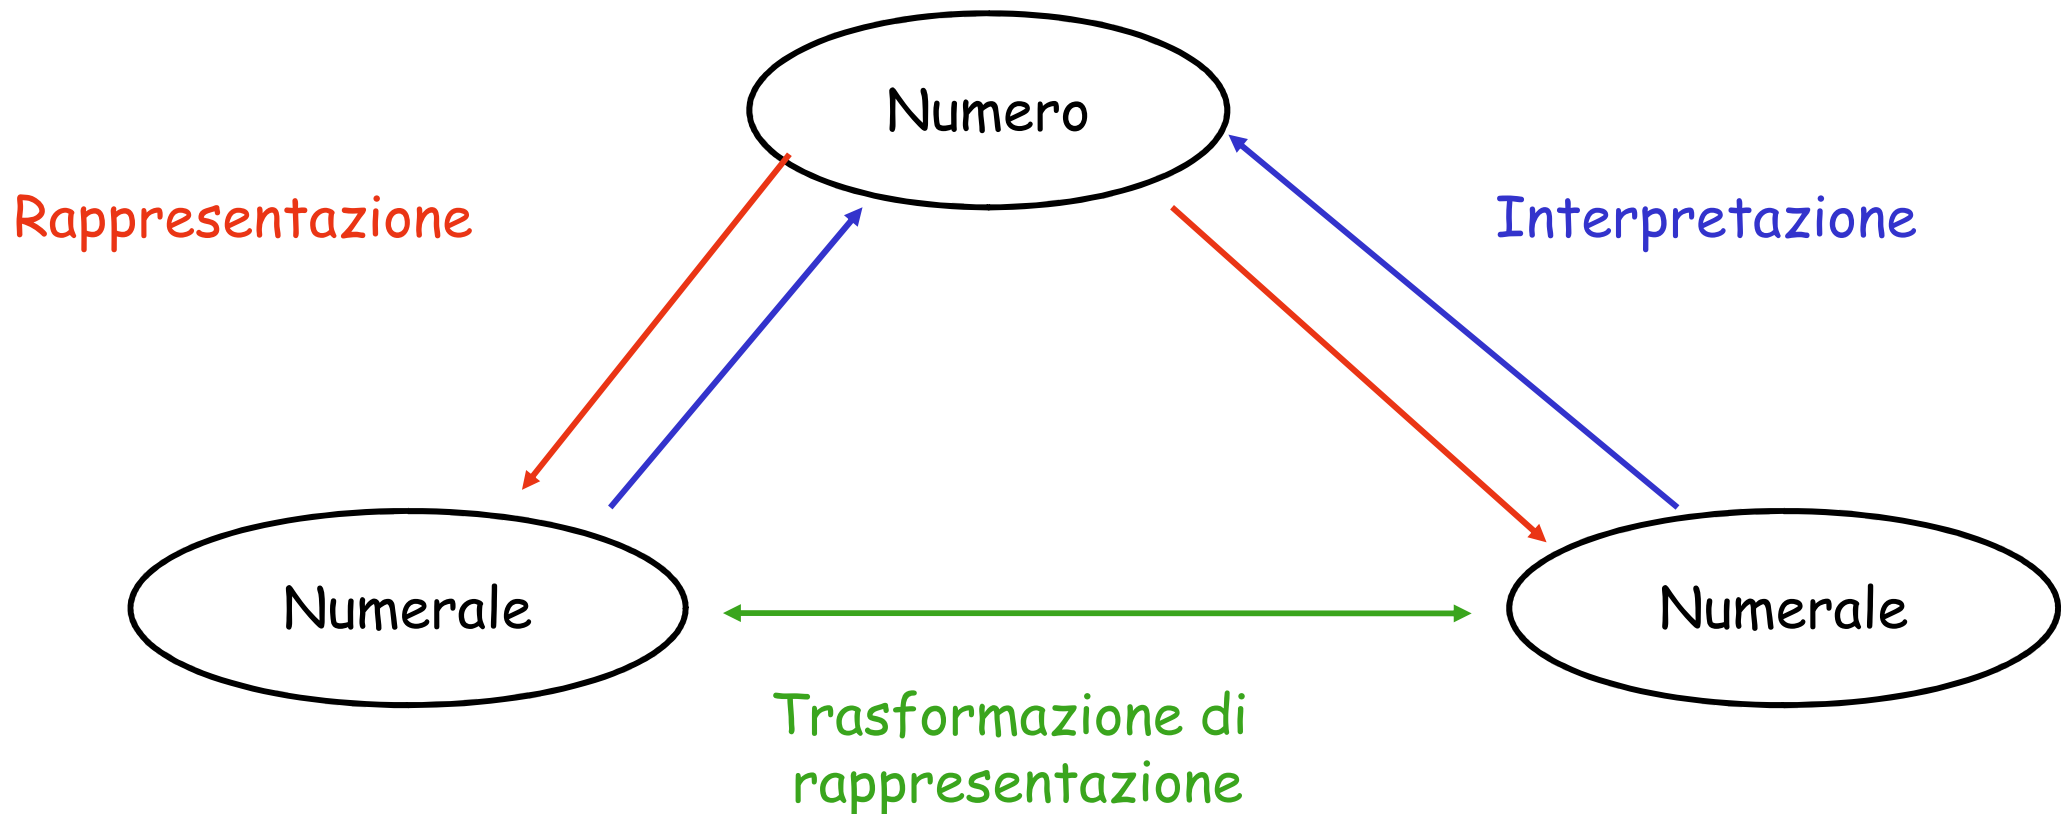 Numero
Rappresentazione
Interpretazione
Numerale
Numerale
Trasformazione di
rappresentazione